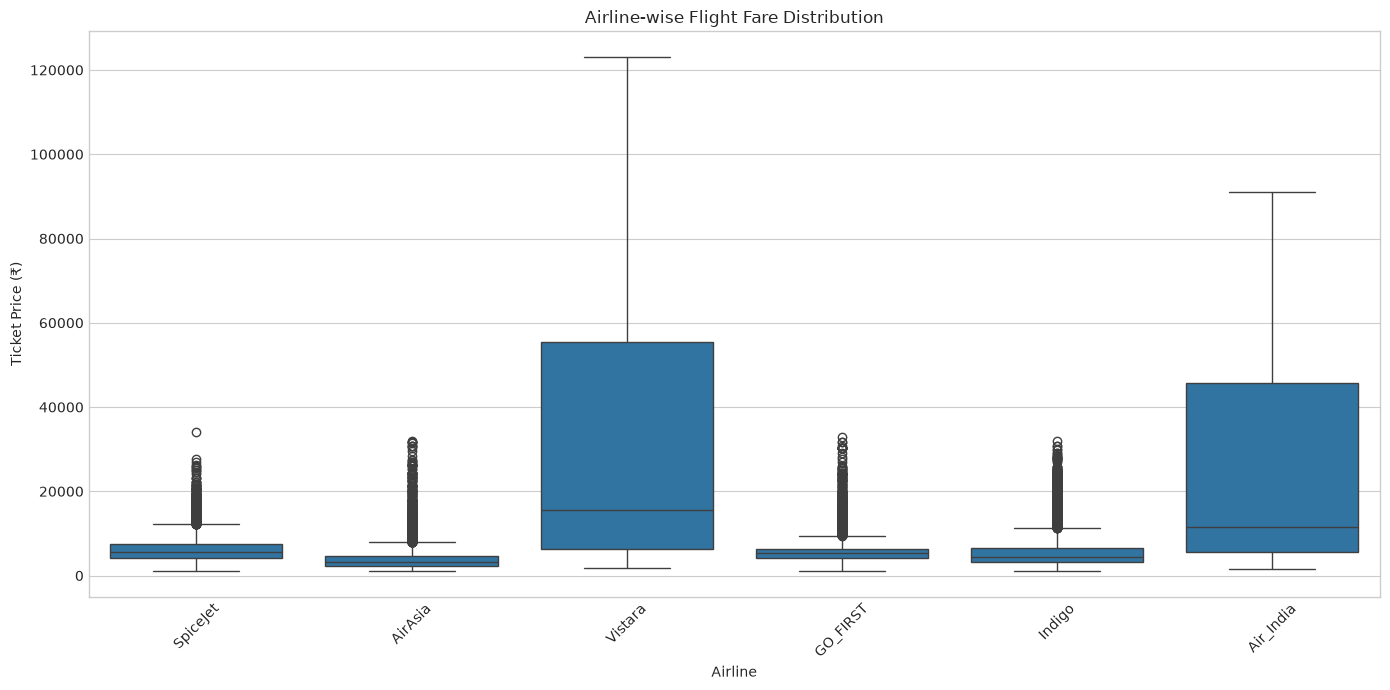 Airline-wise Flight Fare Distribution
120000
100000
80000
60000
40000
20000
0
Ticket Price (₹)
SpiceJet
AirAsia
Vistara
GO_FIRST
Indigo
Air_India
Airline